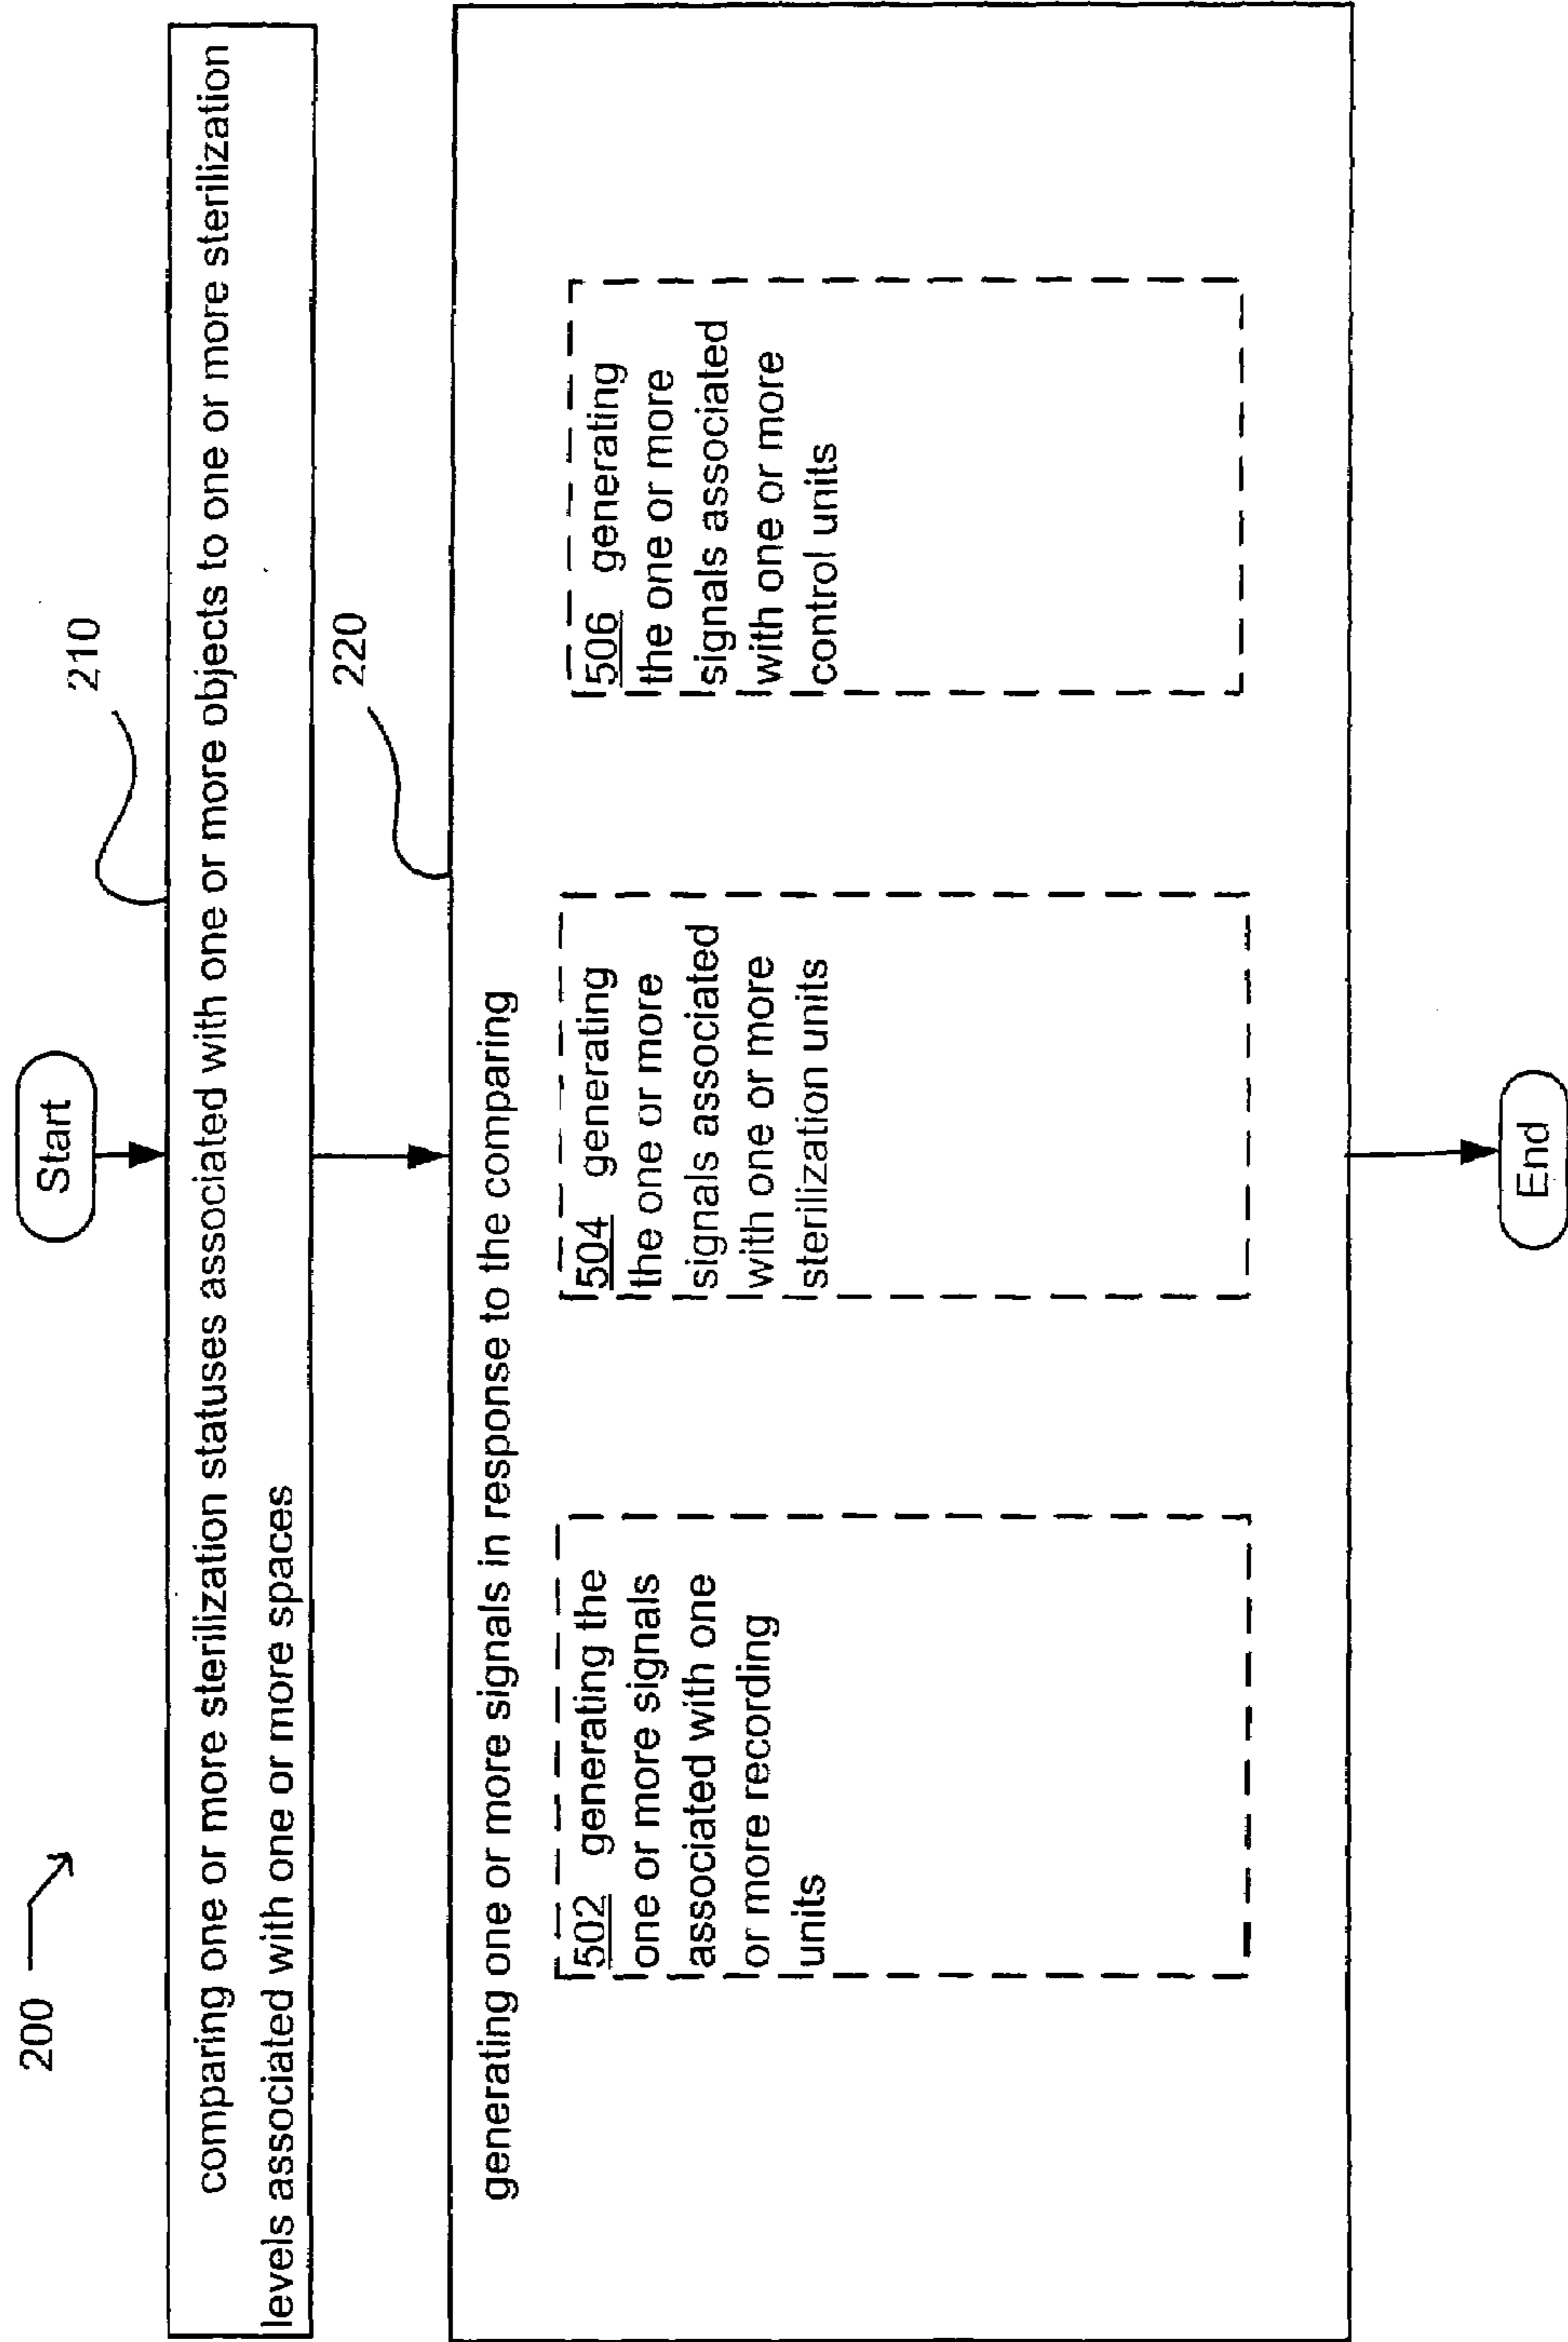 200
Start
210
comparing one or more sterilization statuses associated with one or more objects to one or more sterilization
levels associated with one or more spaces
220
generating one or more signals in response to the comparing
502 generating the
one or more signals
associated with one
or more recording
units
504 generating
the one or more
signals associated
with one or more
sterilization units
506 generating
the one or more
signals associated
with one or more
control units
End